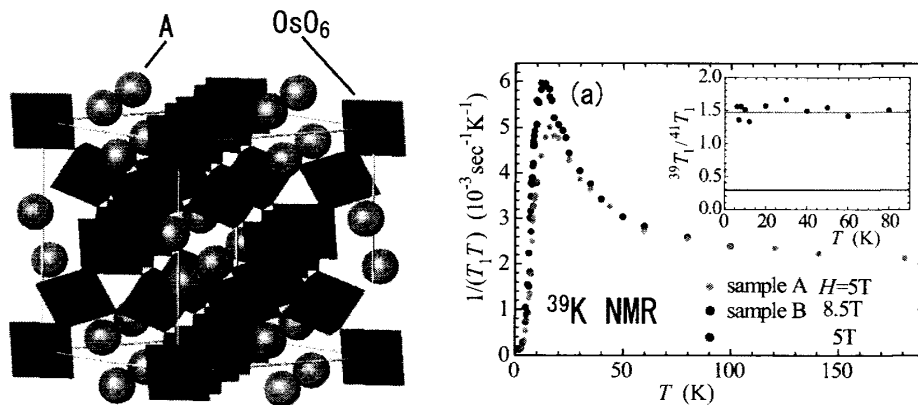 A OsO₆
(a)
1/(T₁T) (10⁻³ sec⁻¹K⁻¹)
6
5
4
3
2
1
0
0 50 100 150
T (K)
³⁹K NMR
sample A H=5T
sample B 8.5T
5T
³⁹T₁/⁴¹T₁
2.0
1.5
1.0
0.5
0.0
0 20 40 60 80
T (K)